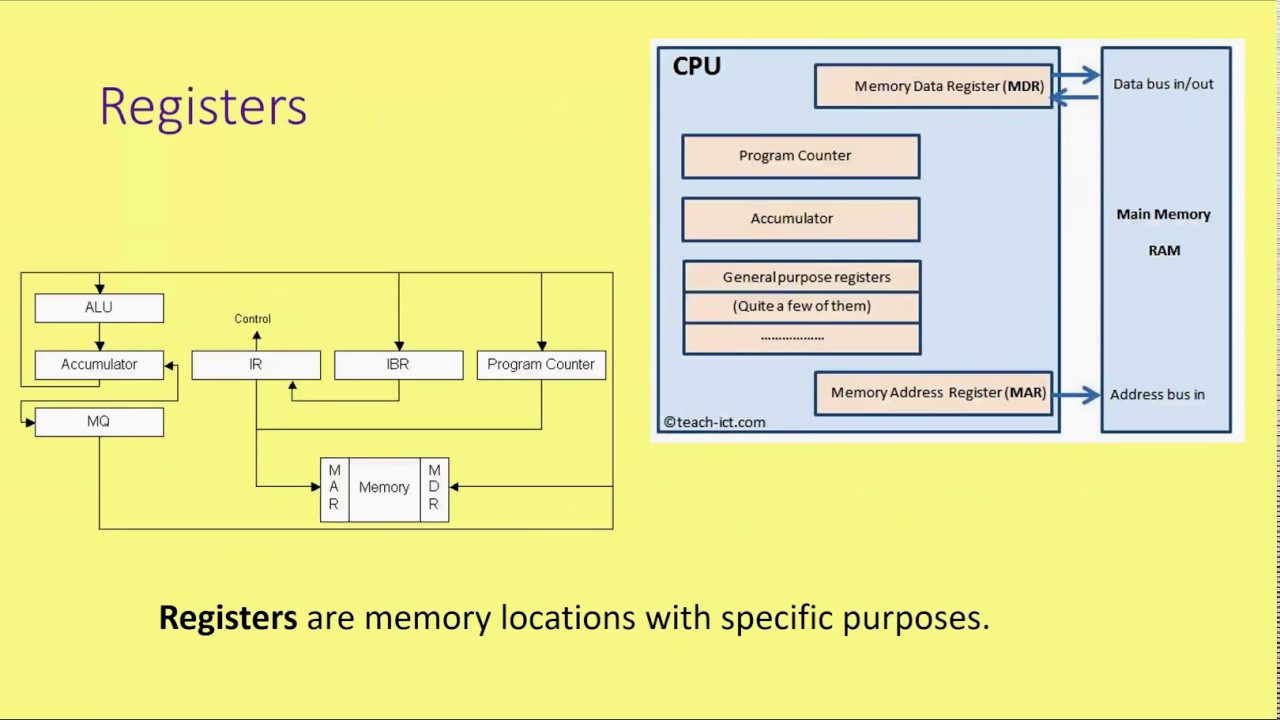 Registers
ALU
Accumulator
MQ
Control
IR
IBR
Program Counter
M
A
R
Memory
M
D
R
CPU
Memory Data Register (MDR)
Program Counter
Accumulator
General purpose registers
(Quite a few of them)
..................
Memory Address Register (MAR)
©teach-ict.com
Data bus in/out
Main Memory
RAM
Address bus in
Registers are memory locations with specific purposes.